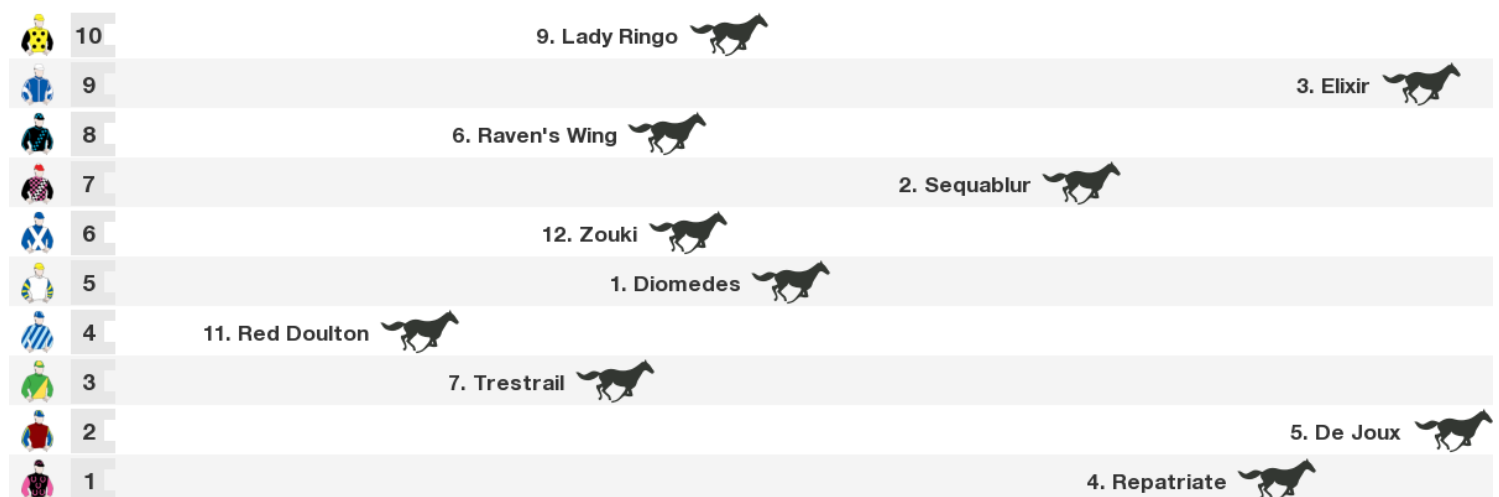 10 9. Lady Ringo
9 3. Elixir
8 6. Raven's Wing
7 2. Sequablur
6 12. Zouki
5 1. Diomedes
4 11. Red Doulton
3 7. Trestrail
2 5. De Joux
1 4. Repatriate